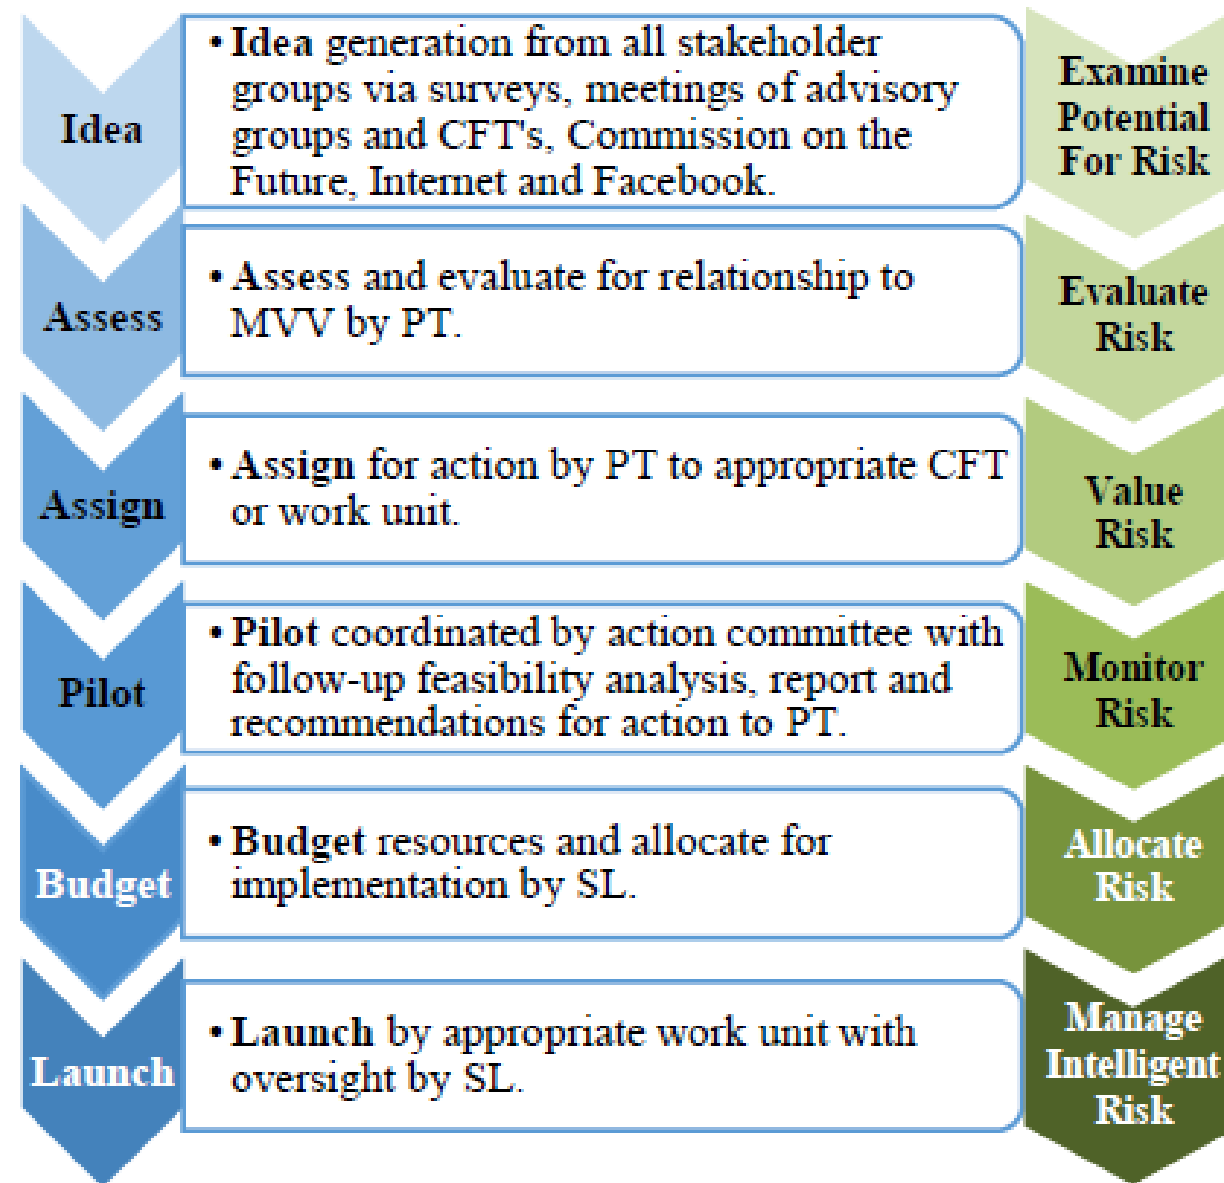 Idea
• Idea generation from all stakeholder
groups via surveys, meetings of advisory
groups and CFT's, Commission on the
Future, Internet and Facebook.
Examine
Potential
For Risk
Assess
• Assess and evaluate for relationship to
MVV by PT.
Evaluate
Risk
Assign
• Assign for action by PT to appropriate CFT
or work unit.
Value
Risk
Pilot
• Pilot coordinated by action committee with
follow-up feasibility analysis, report and
recommendations for action to PT.
Monitor
Risk
Budget
• Budget resources and allocate for
implementation by SL.
Allocate
Risk
Launch
• Launch by appropriate work unit with
oversight by SL.
Manage
Intelligent
Risk